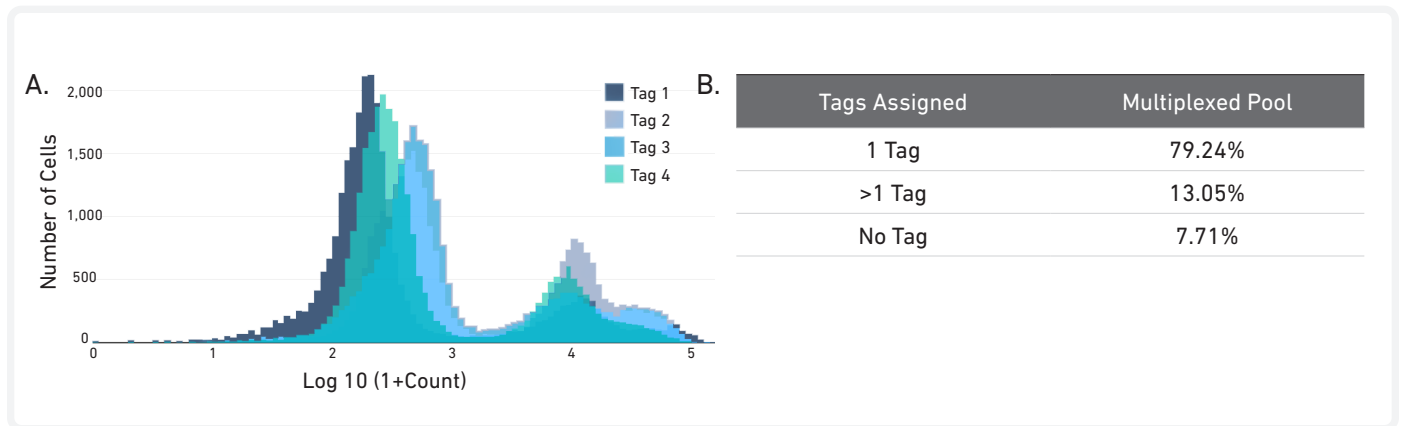 A.
2,000
1,500
1,000
500
0
Number of Cells
0 1 2 3 4 5
Log 10 (1+Count)
Tag 1
Tag 2
Tag 3
Tag 4
B.
Tags Assigned Multiplexed Pool
1 Tag 79.24%
>1 Tag 13.05%
No Tag 7.71%